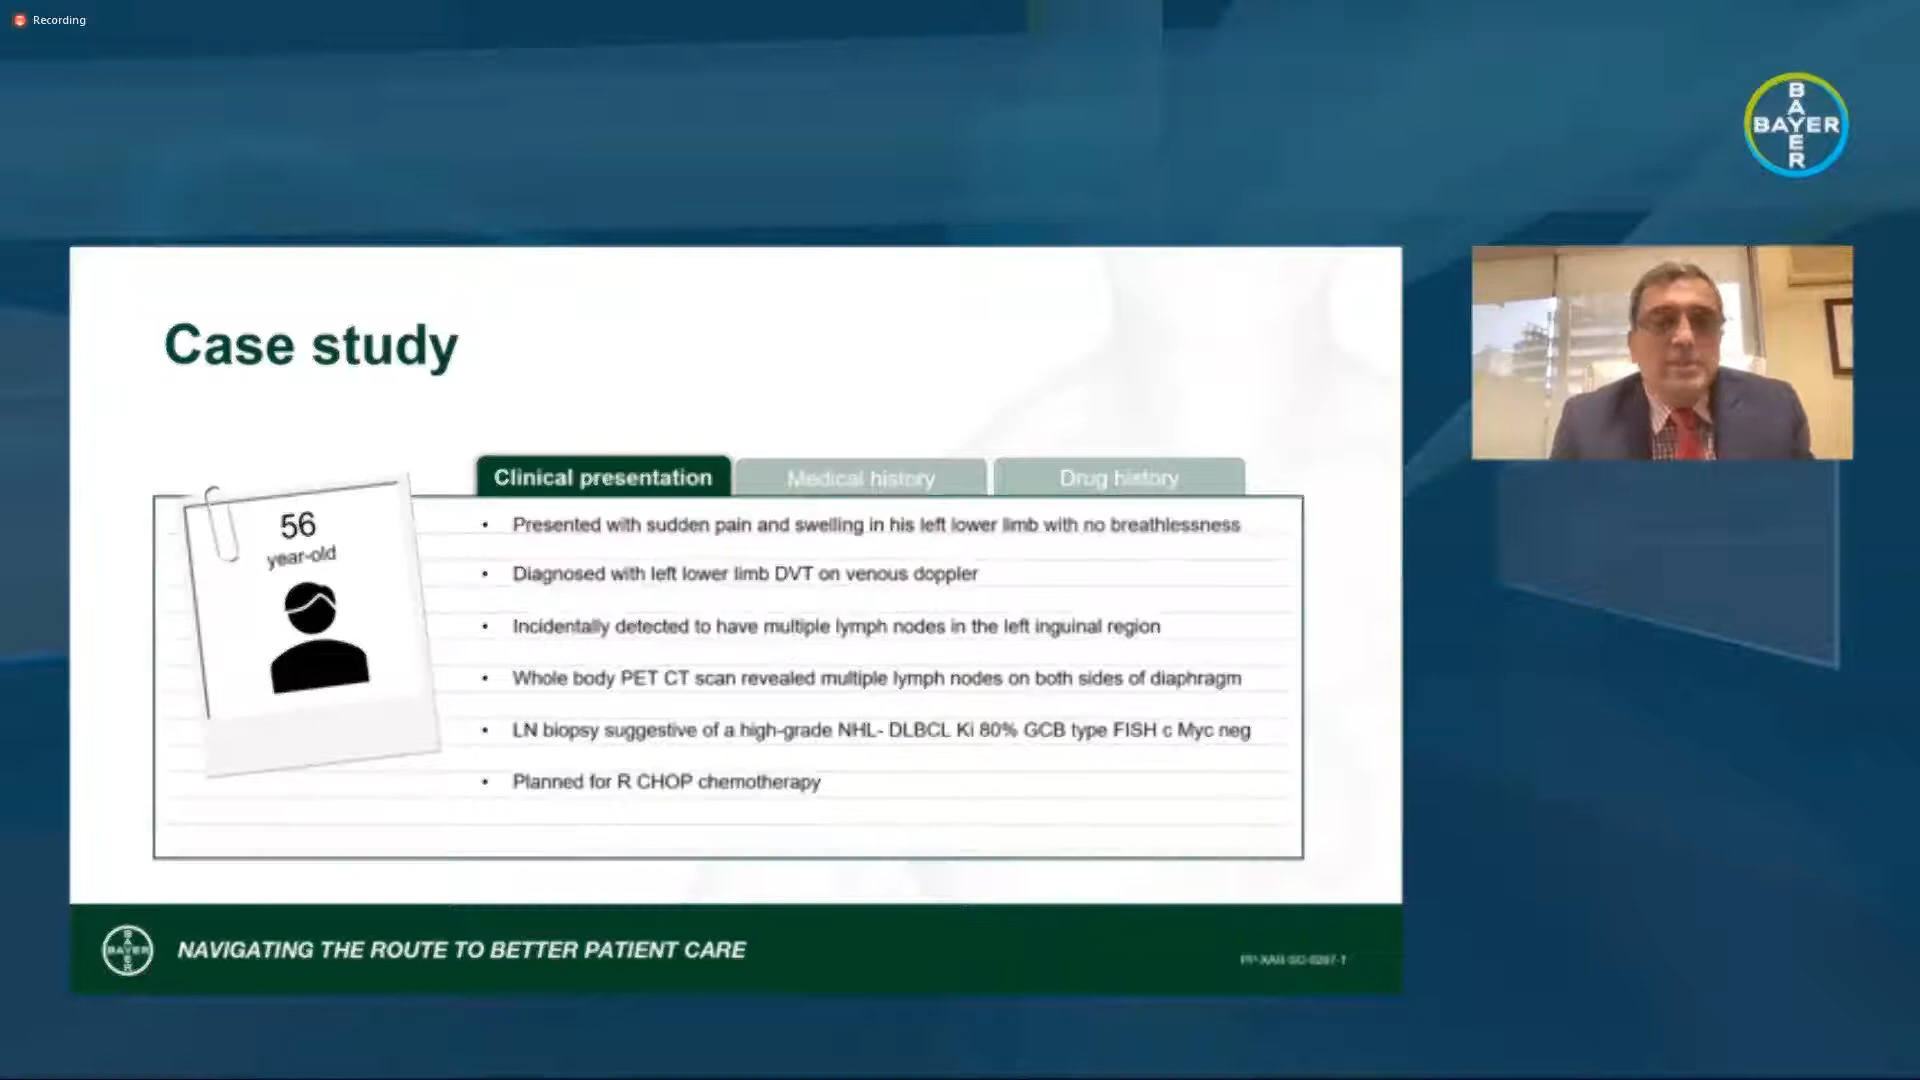 Recording
BAYER
BAYER
Case study
Clinical presentation
Medical history
Drug history
56
year-old
• Presented with sudden pain and swelling in his left lower limb with no breathlessness
• Diagnosed with left lower limb DVT on venous doppler
• Incidentally detected to have multiple lymph nodes in the left inguinal region
• Whole body PET CT scan revealed multiple lymph nodes on both sides of diaphragm
• LN biopsy suggestive of a high-grade NHL- DLBCL Ki 80% GCB type FISH c Myc neg
• Planned for R CHOP chemotherapy
BAYER
BAYER
NAVIGATING THE ROUTE TO BETTER PATIENT CARE